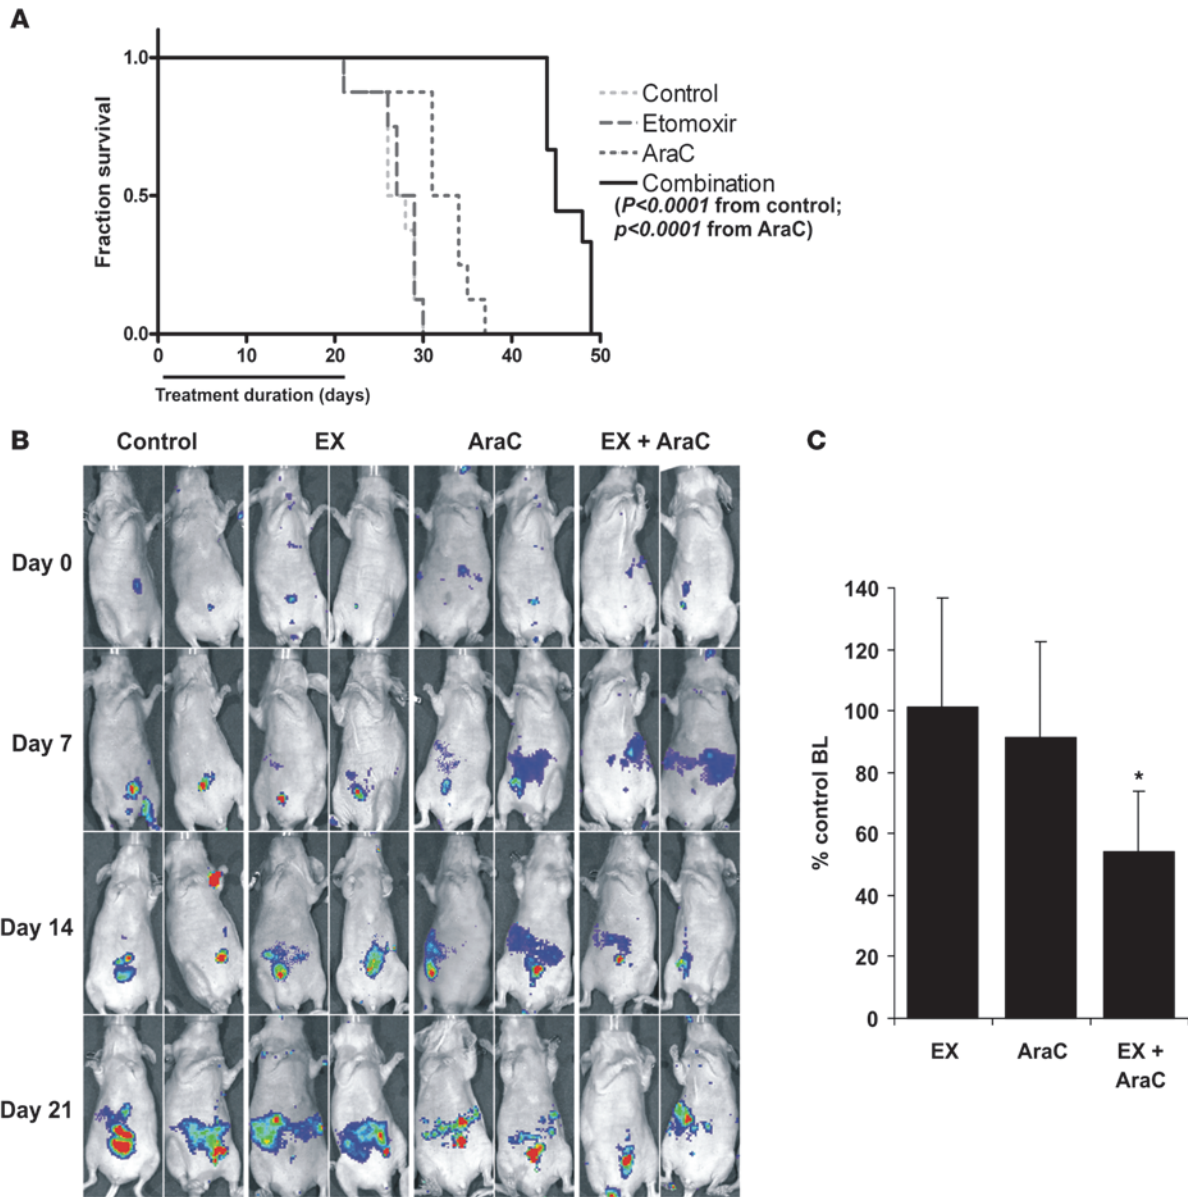 A
1.0
0.5
0.0
Fraction survival
0 10 20 30 40 50
Treatment duration (days)
Control
Etomoxir
AraC
Combination
(P<0.0001 from control;
p<0.0001 from AraC)
B
Control EX AraC EX + AraC
Day 0
Day 7
Day 14
Day 21
C
140
120
100
80
60
40
20
0
% control BL
*
EX AraC EX +
AraC